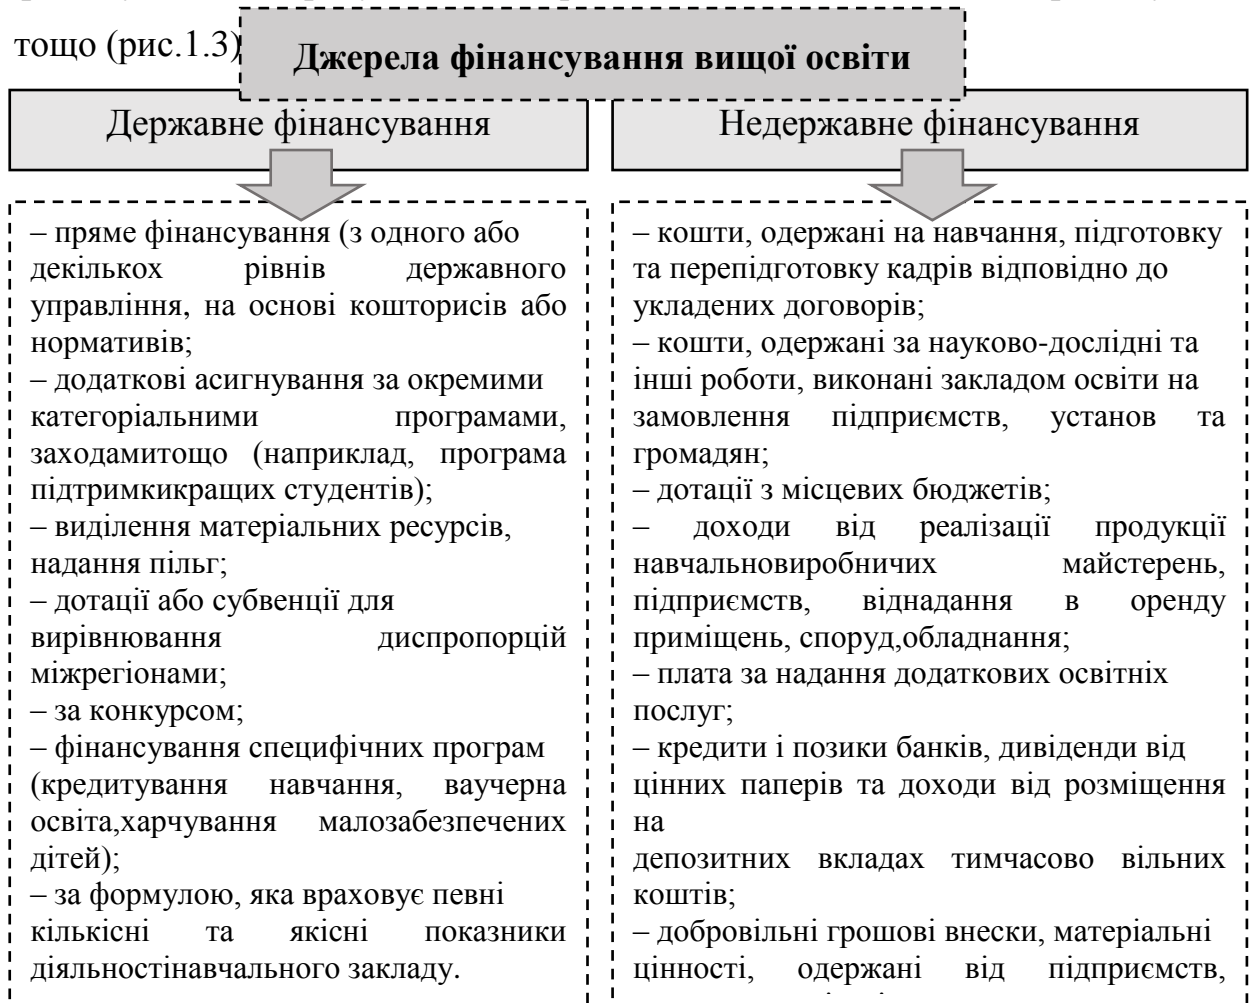 тощо (рис.1.3)
Джерела фінансування вищої освіти
Державне фінансування
– пряме фінансування (з одного або
декількох рівнів державного
управління, на основі кошторисів або
нормативів;
– додаткові асигнування за окремими
категоріальними програмами,
заходамитощо (наприклад, програма
підтримкикращих студентів);
– виділення матеріальних ресурсів,
надання пільг;
– дотації або субвенції для
вирівнювання диспропорцій
міжрегіонами;
– за конкурсом;
– фінансування специфічних програм
(кредитування навчання, ваучерна
освіта,харчування малозабезпечених
дітей);
– за формулою, яка враховує певні
кількісні та якісні показники
діяльностінавчального закладу.
Недержавне фінансування
– кошти, одержані на навчання, підготовку
та перепідготовку кадрів відповідно до
укладених договорів;
– кошти, одержані за науково-дослідні та
інші роботи, виконані закладом освіти на
замовлення підприємств, установ та
громадян;
– дотації з місцевих бюджетів;
– доходи від реалізації продукції
навчальновиробничих майстерень,
підприємств, віднадання в оренду
приміщень, споруд,обладнання;
– плата за надання додаткових освітніх
послуг;
– кредити і позики банків, дивіденди від
цінних паперів та доходи від розміщення
на
депозитних вкладах тимчасово вільних
коштів;
– добровільні грошові внески, матеріальні
цінності, одержані від підприємств,